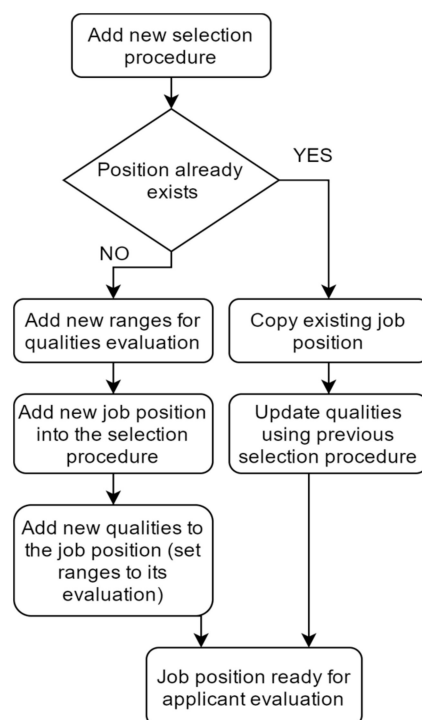 Add new selection
procedure
Position already
exists
YES
NO
Add new ranges for
qualities evaluation
Copy existing job
position
Add new job position
into the selection
procedure
Update qualities
using previous
selection procedure
Add new qualities to
the job position (set
ranges to its
evaluation)
Job position ready for
applicant evaluation